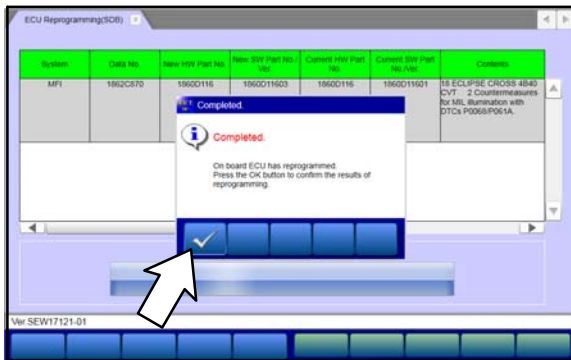 ECU Reprogramming(SDB)
System
Data No.
New HW Part No
New SW Part No./
Ver.
Current HW Part
No.
Current SW Part
No./Ver.
Contents
MFI
1862C870
1860D116
1860D11603
1860D116
1860D11601
18 ECLIPSE CROSS 4B40
CVT : 2 Countermeasures
for MIL illumination with
DTCs P0068/P061A.
Completed.
Completed.
On board ECU has reprogrammed.
Press the OK button to confirm the results of
reprogramming.
Ver.SEW17121-01